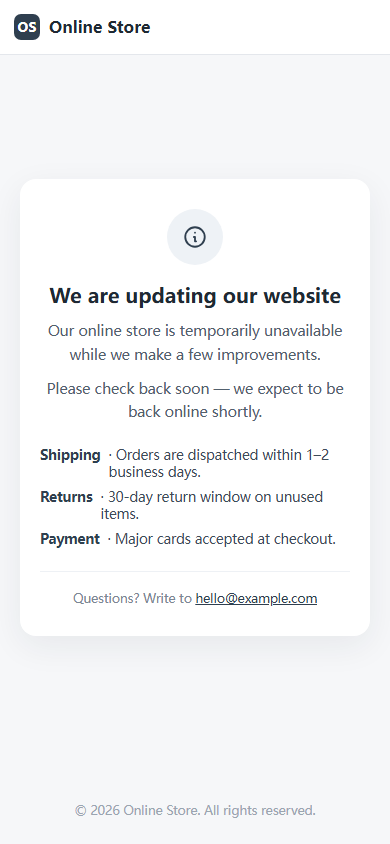 OS Online Store
We are updating our website
Our online store is temporarily unavailable
while we make a few improvements.
Please check back soon — we expect to be
back online shortly.
Shipping · Orders are dispatched within 1–2
business days.
Returns · 30-day return window on unused
items.
Payment · Major cards accepted at checkout.
Questions? Write to hello@example.com
© 2026 Online Store. All rights reserved.